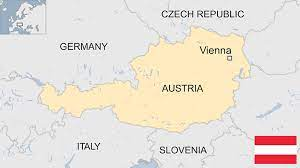 CZECH REPUBLIC
GERMANY
Vienna
AUSTRIA
ITALY
SLOVENIA